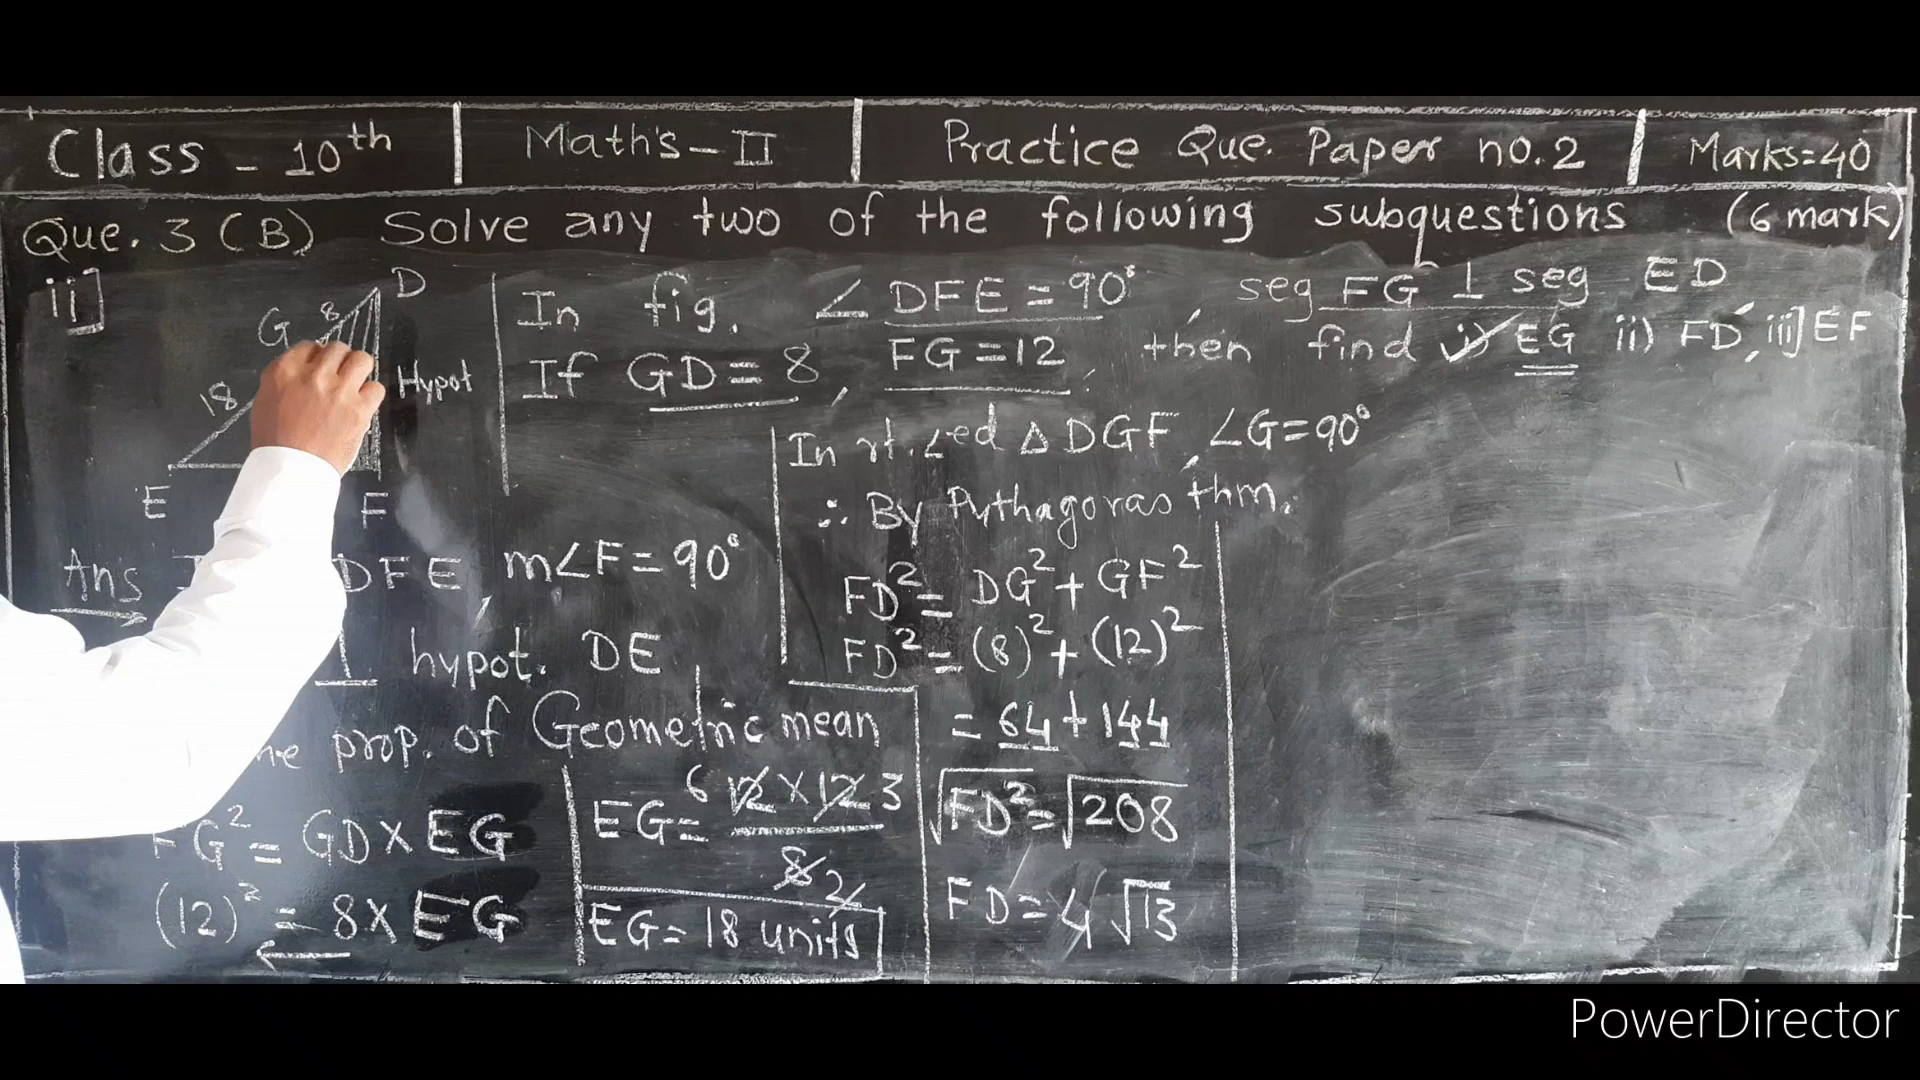 Class - 10th | Math's - II | Practice Que. Paper no. 2 | Marks=40
Que. 3 (B) Solve any two of the following subquestions (6 mark)
ii]
D
G
8
18
Hypot
E
F
In fig. ∠DFE = 90°, seg FG ⊥ seg ED
If GD = 8, FG = 12, then find i) EG ii) FD, iii] EF
Ans DFE, m∠F = 90°
⊥ hypot. DE
prop. of Geometric mean
FG² = GD × EG
(12)² = 8 × EG
EG = 6 12 × 12 3
8 2
EG = 18 units
In rt. ∠ed △DGF, ∠G = 90°
∴ By Pythagoras thm.
FD² = DG² + GF²
FD² = (8)² + (12)²
= 64 + 144
√FD² = √208
FD = 4√13
PowerDirector